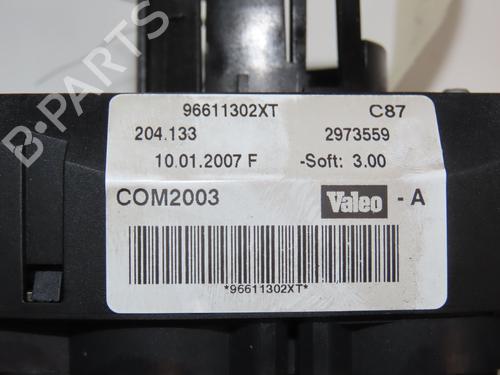 B-PARTS
96611302XT C87
204.133 2973559
10.01.2007 F -Soft: 3.00
COM2003 Valeo - A
*96611302XT*